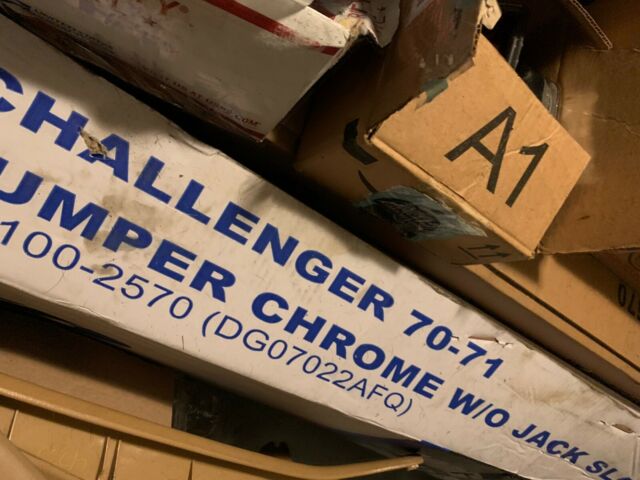 A1
CHALLENGER 70-71
UMPER CHROME W/O JACK SL
100-2570 (DG07022AFQ)